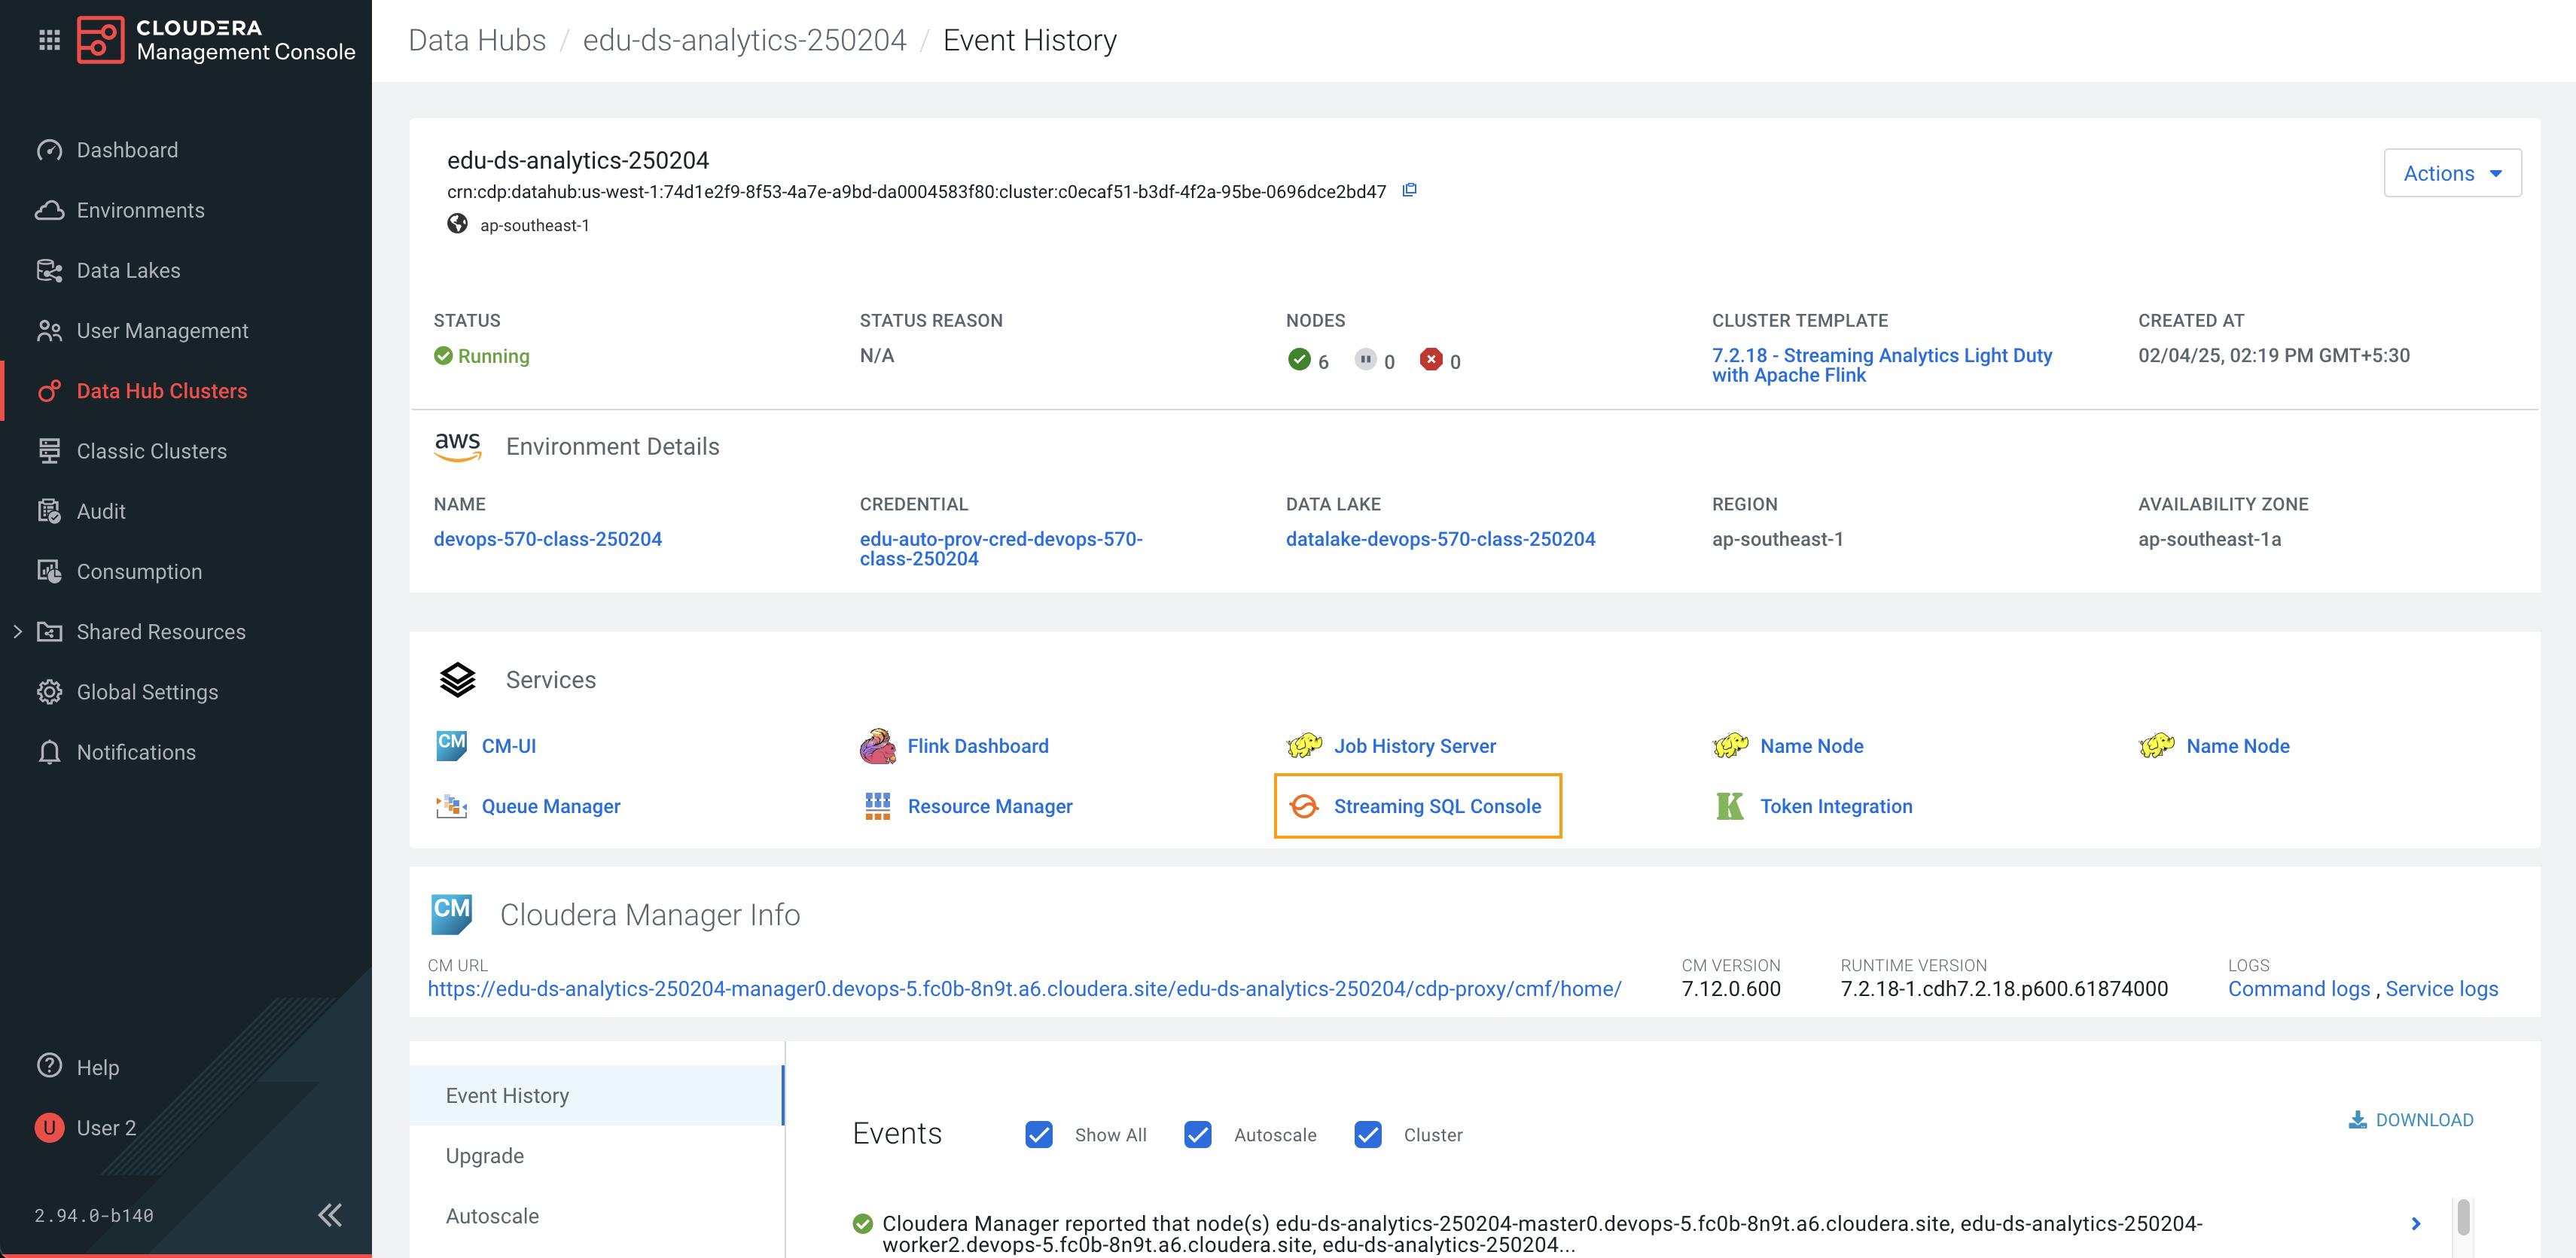 CLOUDERA
Management Console
Data Hubs / edu-ds-analytics-250204 / Event History
Dashboard
Environments
Data Lakes
User Management
Data Hub Clusters
Classic Clusters
Audit
Consumption
Shared Resources
Global Settings
Notifications
Help
U User 2
2.94.0-b140
edu-ds-analytics-250204
Actions
crn:cdp:datahub:us-west-1:74d1e2f9-8f53-4a7e-a9bd-da0004583f80:cluster:c0ecaf51-b3df-4f2a-95be-0696dce2bd47
ap-southeast-1
STATUS
Running
STATUS REASON
N/A
NODES
6 0 0
CLUSTER TEMPLATE
7.2.18 - Streaming Analytics Light Duty
with Apache Flink
CREATED AT
02/04/25, 02:19 PM GMT+5:30
aws Environment Details
NAME
devops-570-class-250204
CREDENTIAL
edu-auto-prov-cred-devops-570-
class-250204
DATA LAKE
datalake-devops-570-class-250204
REGION
ap-southeast-1
AVAILABILITY ZONE
ap-southeast-1a
Services
CM CM-UI
Flink Dashboard
Job History Server
Name Node
Name Node
Queue Manager
Resource Manager
Streaming SQL Console
K Token Integration
CM Cloudera Manager Info
CM URL
https://edu-ds-analytics-250204-manager0.devops-5.fc0b-8n9t.a6.cloudera.site/edu-ds-analytics-250204/cdp-proxy/cmf/home/
CM VERSION
7.12.0.600
RUNTIME VERSION
7.2.18-1.cdh7.2.18.p600.61874000
LOGS
Command logs , Service logs
Event History
Upgrade
Autoscale
Events
Show All
Autoscale
Cluster
DOWNLOAD
Cloudera Manager reported that node(s) edu-ds-analytics-250204-master0.devops-5.fc0b-8n9t.a6.cloudera.site, edu-ds-analytics-250204-
worker2.devops-5.fc0b-8n9t.a6.cloudera.site, edu-ds-analytics-250204...